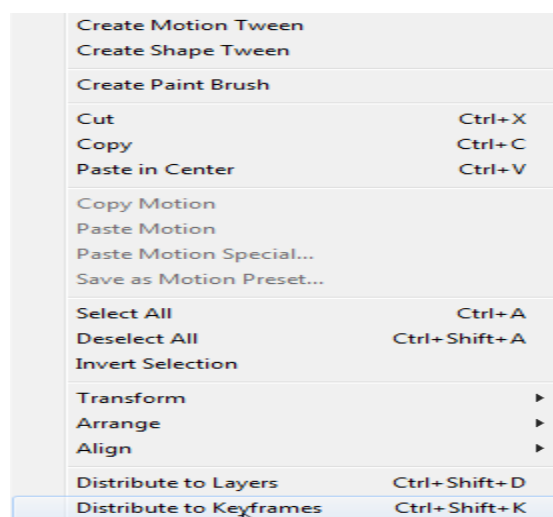 Create Motion Tween
Create Shape Tween
Create Paint Brush
Cut Ctrl+X
Copy Ctrl+C
Paste in Center Ctrl+V
Copy Motion
Paste Motion
Paste Motion Special...
Save as Motion Preset...
Select All Ctrl+A
Deselect All Ctrl+Shift+A
Invert Selection
Transform
Arrange
Align
Distribute to Layers Ctrl+Shift+D
Distribute to Keyframes Ctrl+Shift+K